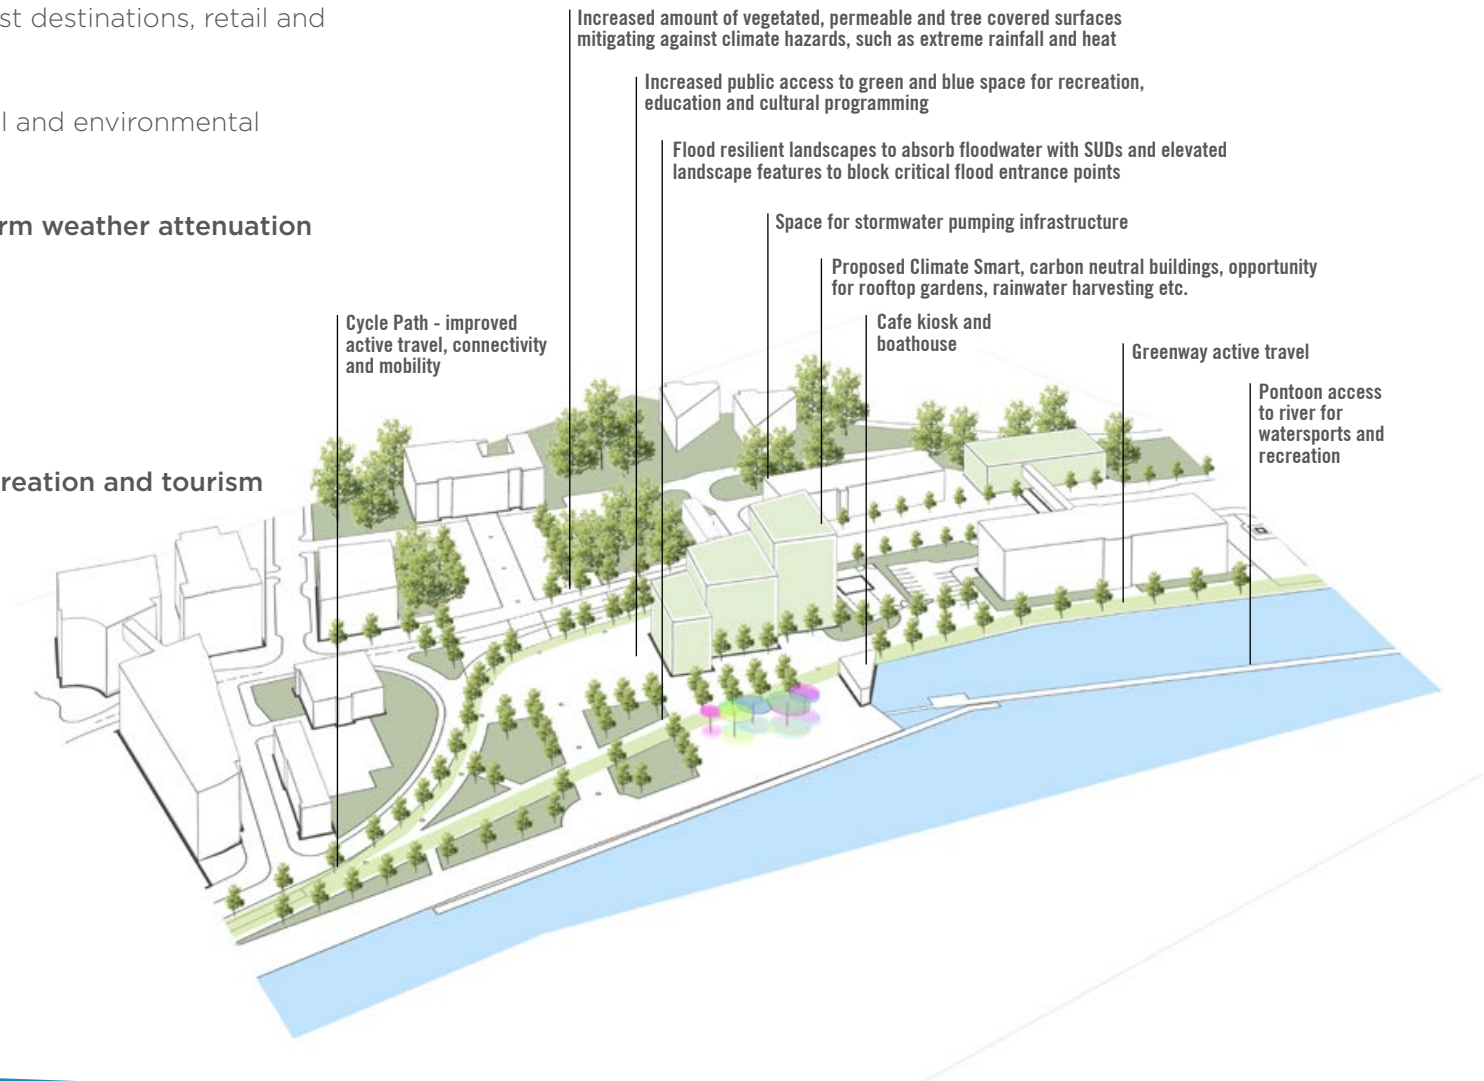 st destinations, retail and
l and environmental
rm weather attenuation
reation and tourism
Increased amount of vegetated, permeable and tree covered surfaces
mitigating against climate hazards, such as extreme rainfall and heat
Increased public access to green and blue space for recreation,
education and cultural programming
Flood resilient landscapes to absorb floodwater with SUDs and elevated
landscape features to block critical flood entrance points
Space for stormwater pumping infrastructure
Proposed Climate Smart, carbon neutral buildings, opportunity
for rooftop gardens, rainwater harvesting etc.
Cycle Path - improved
active travel, connectivity
and mobility
Cafe kiosk and
boathouse
Greenway active travel
Pontoon access
to river for
watersports and
recreation